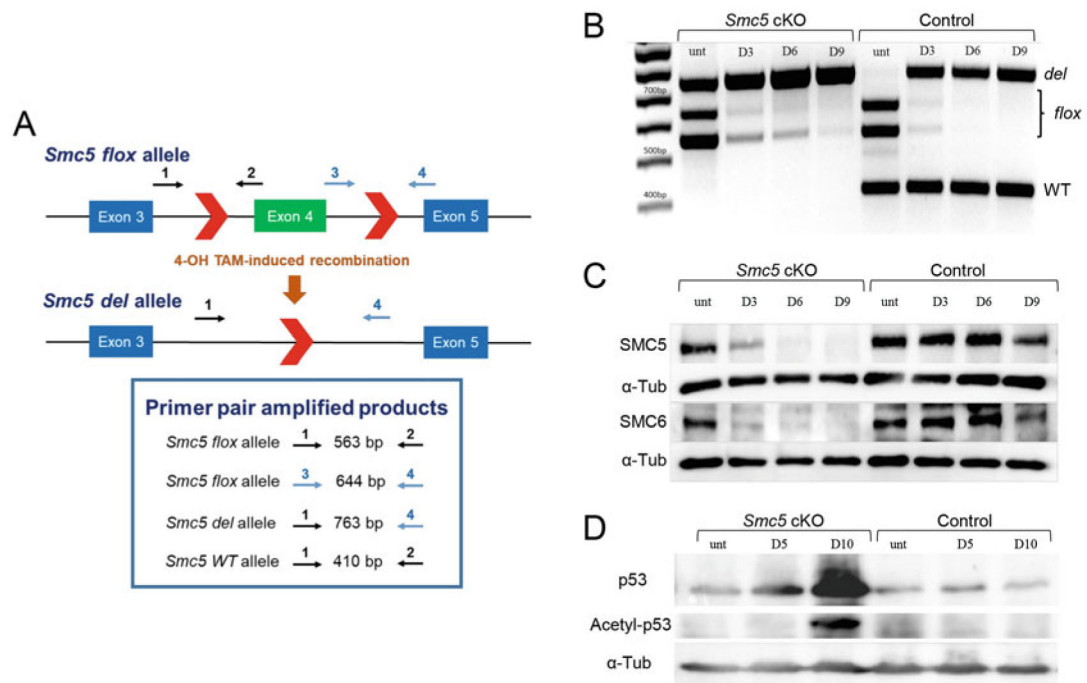 A
Smc5 flox allele
1 2 3 4
Exon 3 Exon 4 Exon 5
4-OH TAM-induced recombination
Smc5 del allele
1 4
Exon 3 Exon 5
Primer pair amplified products
Smc5 flox allele 1 563 bp 2
Smc5 flox allele 3 644 bp 4
Smc5 del allele 1 763 bp 4
Smc5 WT allele 1 410 bp 2
B
Smc5 cKO Control
unt D3 D6 D9 unt D3 D6 D9
del
700bp
flox
500bp
WT
400bp
C
Smc5 cKO Control
unt D3 D6 D9 unt D3 D6 D9
SMC5
α-Tub
SMC6
α-Tub
D
Smc5 cKO Control
unt D5 D10 unt D5 D10
p53
Acetyl-p53
α-Tub